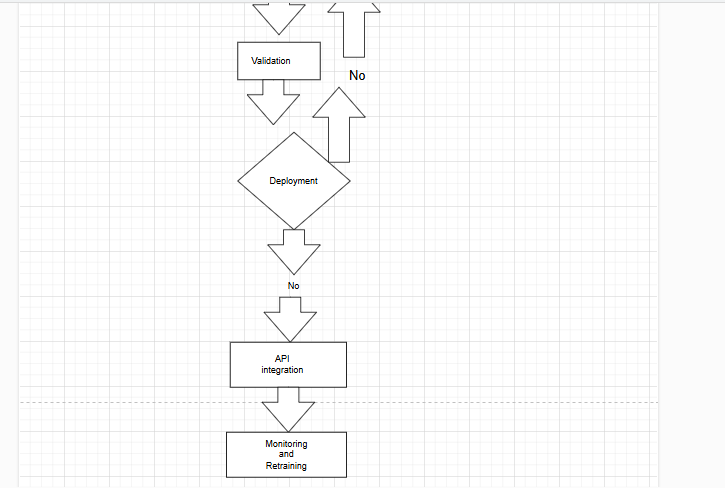 Validation
No
Deployment
No
API
integration
Monitoring
and
Retraining